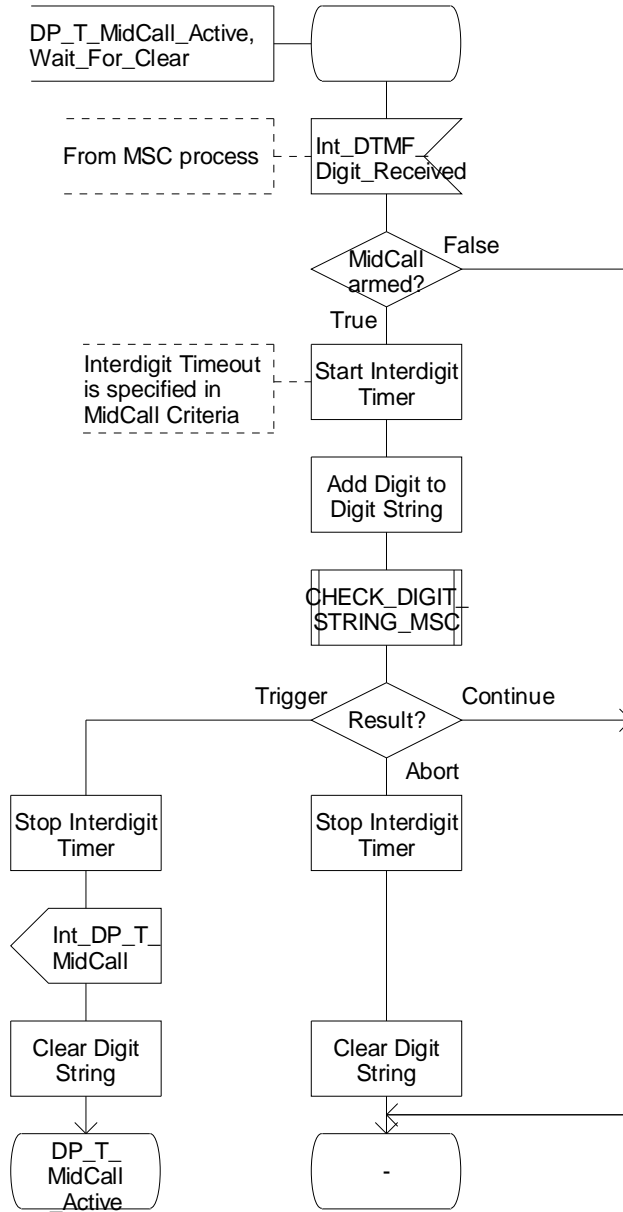 DP_T_MidCall_Active,
Wait_For_Clear
From MSC process
Int_DTMF_
Digit_Received
MidCall
armed?
False
True
Interdigit Timeout
is specified in
MidCall Criteria
Start Interdigit
Timer
Add Digit to
Digit String
CHECK_DIGIT_
STRING_MSC
Trigger
Result?
Continue
Abort
Stop Interdigit
Timer
Stop Interdigit
Timer
Int_DP_T_
MidCall
Clear Digit
String
Clear Digit
String
DP_T_
MidCall
_Active
-